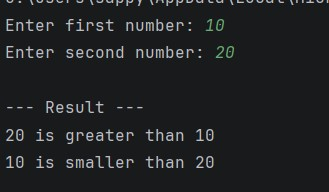 Enter first number: 10
Enter second number: 20
--- Result ---
20 is greater than 10
10 is smaller than 20